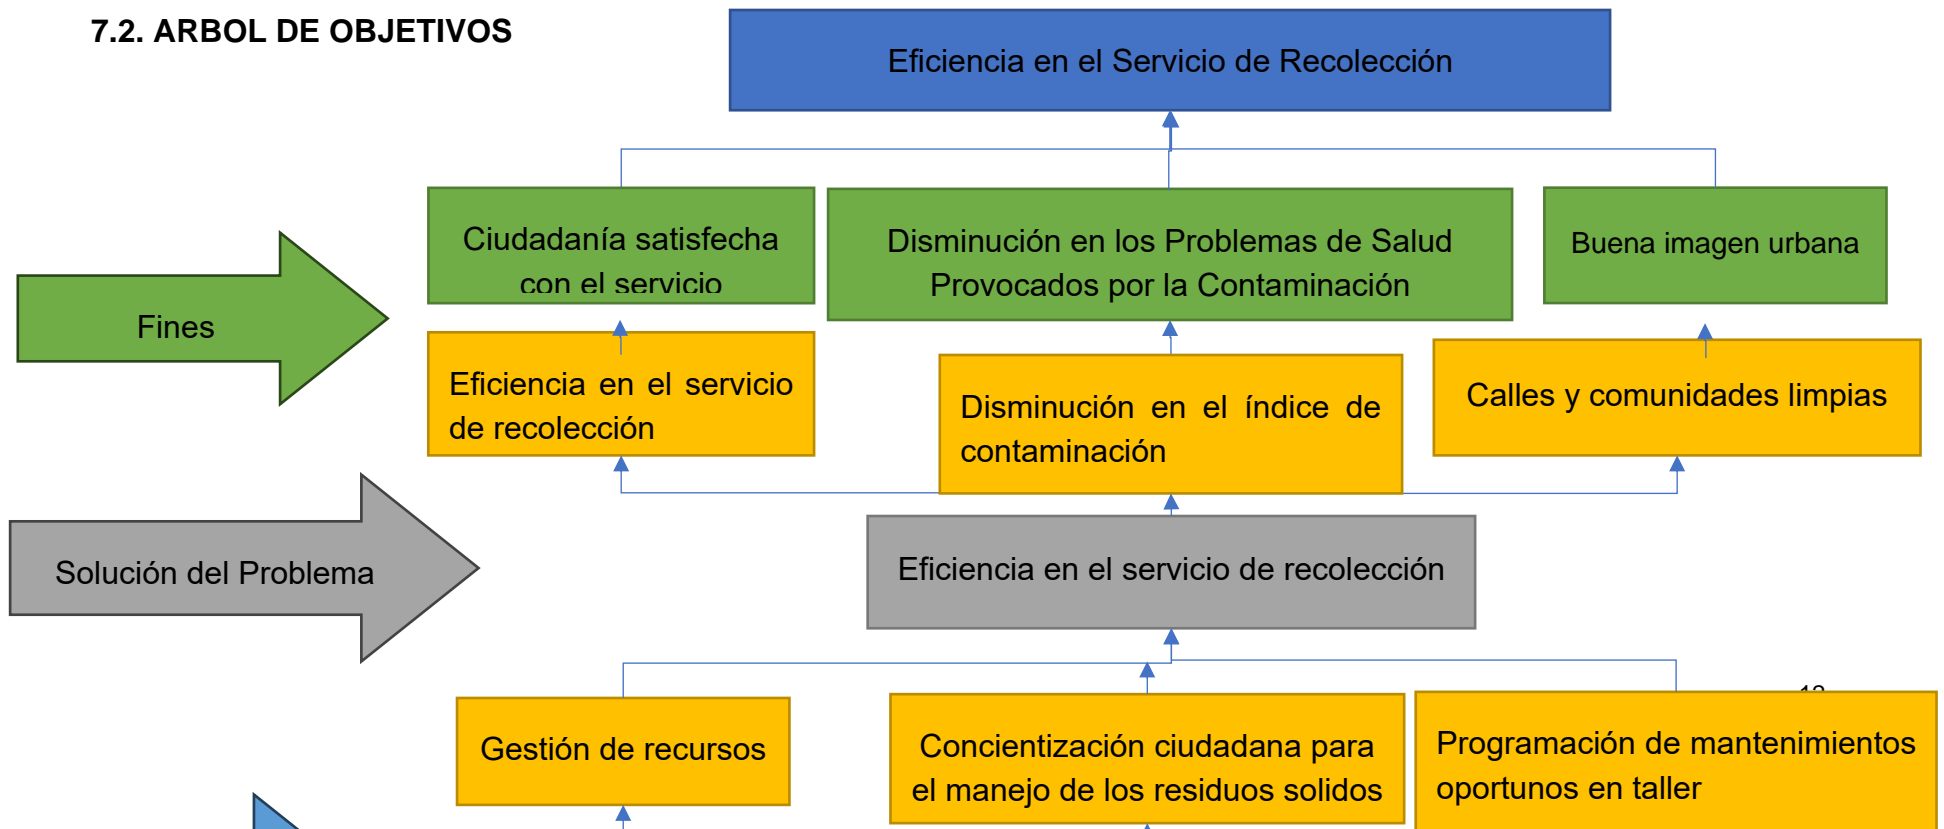 7.2. ARBOL DE OBJETIVOS
Eficiencia en el Servicio de Recolección
Ciudadanía satisfecha
con el servicio
Disminución en los Problemas de Salud
Provocados por la Contaminación
Buena imagen urbana
Fines
Eficiencia en el servicio
de recolección
Disminución en el índice de
contaminación
Calles y comunidades limpias
Solución del Problema
Eficiencia en el servicio de recolección
Gestión de recursos
Concientización ciudadana para
el manejo de los residuos solidos
Programación de mantenimientos
oportunos en taller